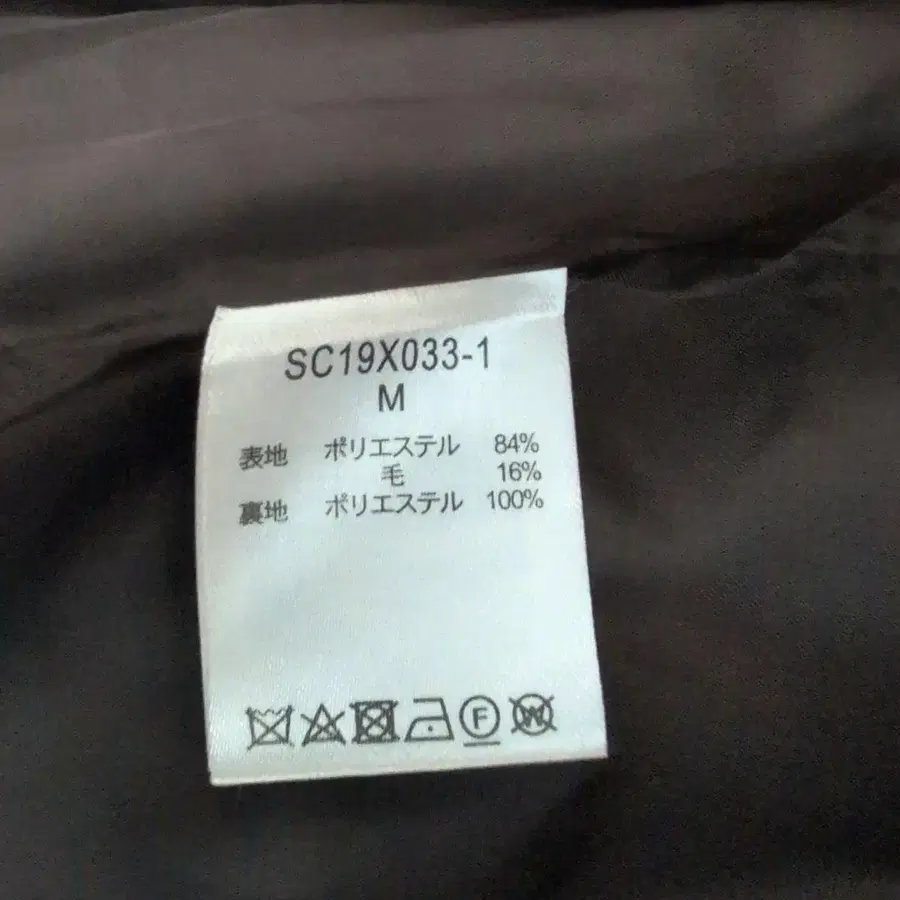 SC19X033-1
M
表地 ポリエステル 84%
毛 16%
裏地 ポリエステル 100%
F
W